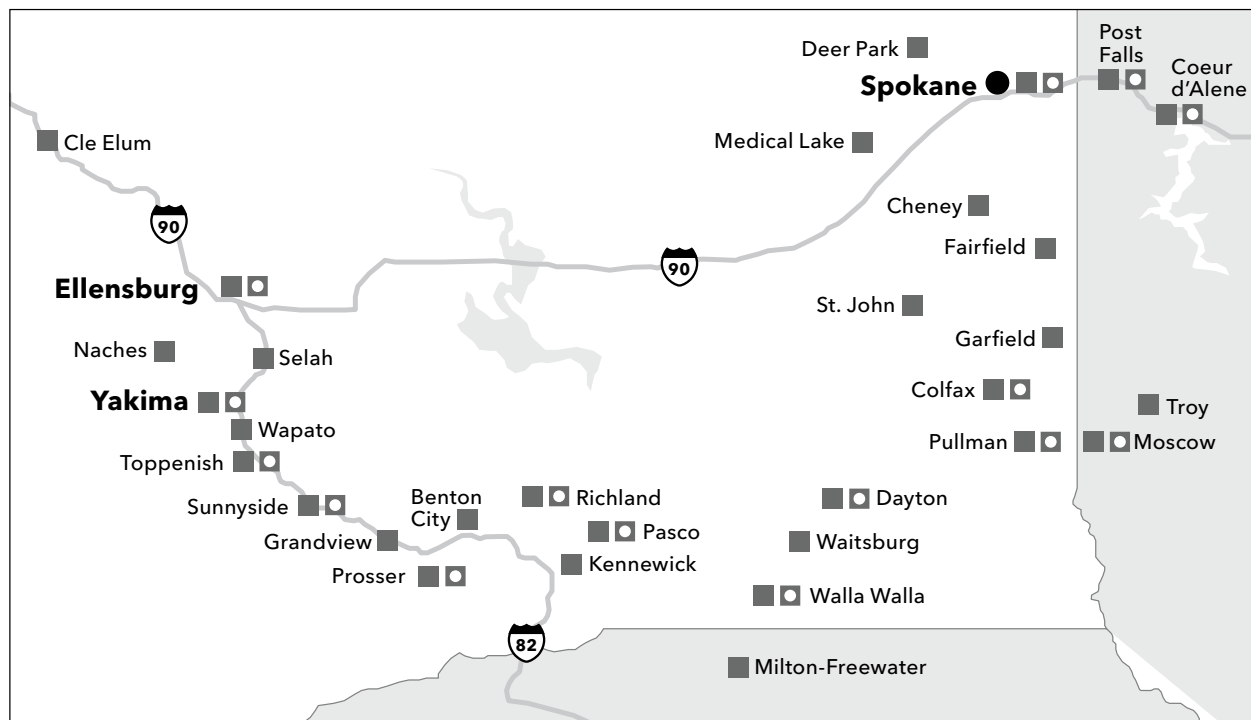 Deer Park
Post
Falls
Coeur
d'Alene
Spokane
Cle Elum
Medical Lake
Cheney
90
Fairfield
90
Ellensburg
St. John
Naches
Selah
Garfield
Colfax
Yakima
Troy
Wapato
Pullman
Moscow
Toppenish
Benton
City
Richland
Dayton
Sunnyside
Pasco
Grandview
Waitsburg
Kennewick
Prosser
Walla Walla
82
Milton-Freewater